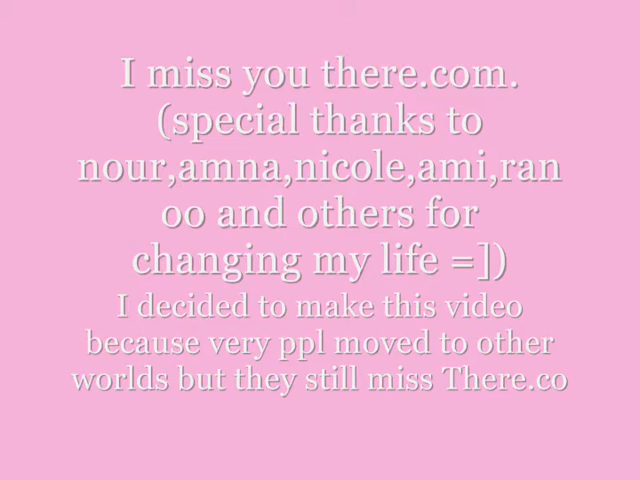 I miss you there.com.
(special thanks to
nour,amna,nicole,ami,ran
oo and others for
changing my life =])
I decided to make this video
because very ppl moved to other
worlds but they still miss There.co